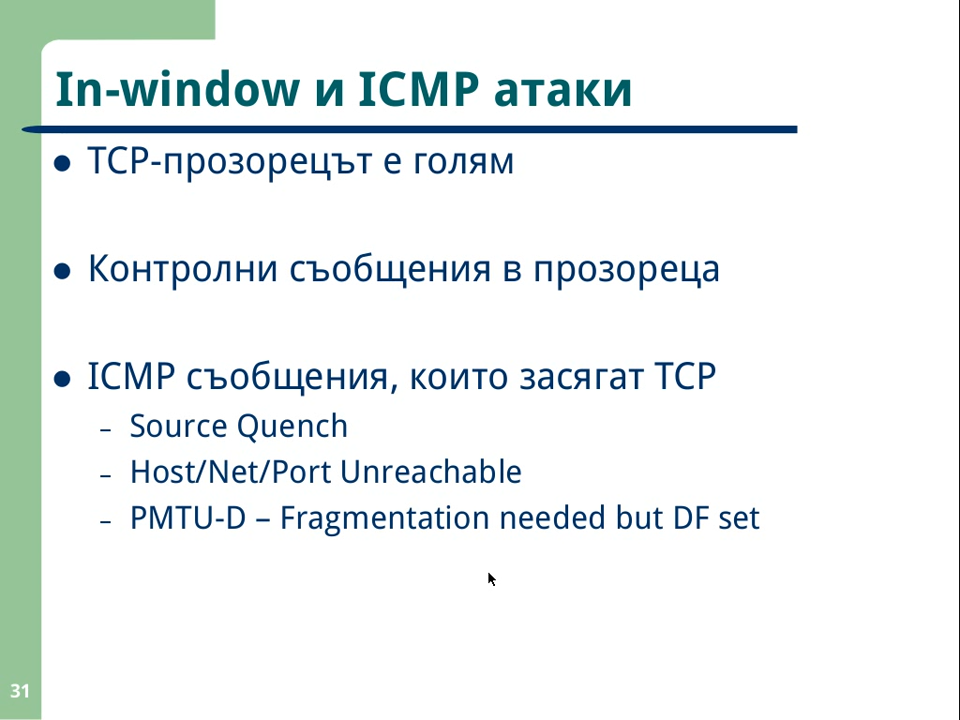 In-window и ICMP атаки
● TCP-прозорецът е голям
● Контролни съобщения в прозореца
● ICMP съобщения, които засягат TCP
– Source Quench
– Host/Net/Port Unreachable
– PMTU-D – Fragmentation needed but DF set
31